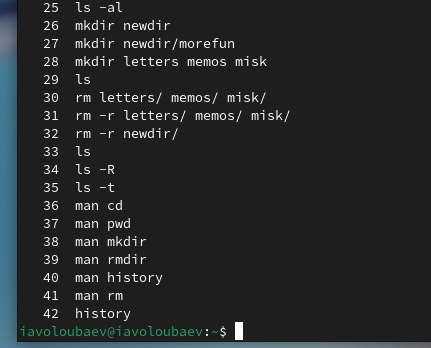 25 ls -al
26 mkdir newdir
27 mkdir newdir/morefun
28 mkdir letters memos misk
29 ls
30 rm letters/ memos/ misk/
31 rm -r letters/ memos/ misk/
32 rm -r newdir/
33 ls
34 ls -R
35 ls -t
36 man cd
37 man pwd
38 man mkdir
39 man rmdir
40 man history
41 man rm
42 history
iavoloubaev@iavoloubaev:~$